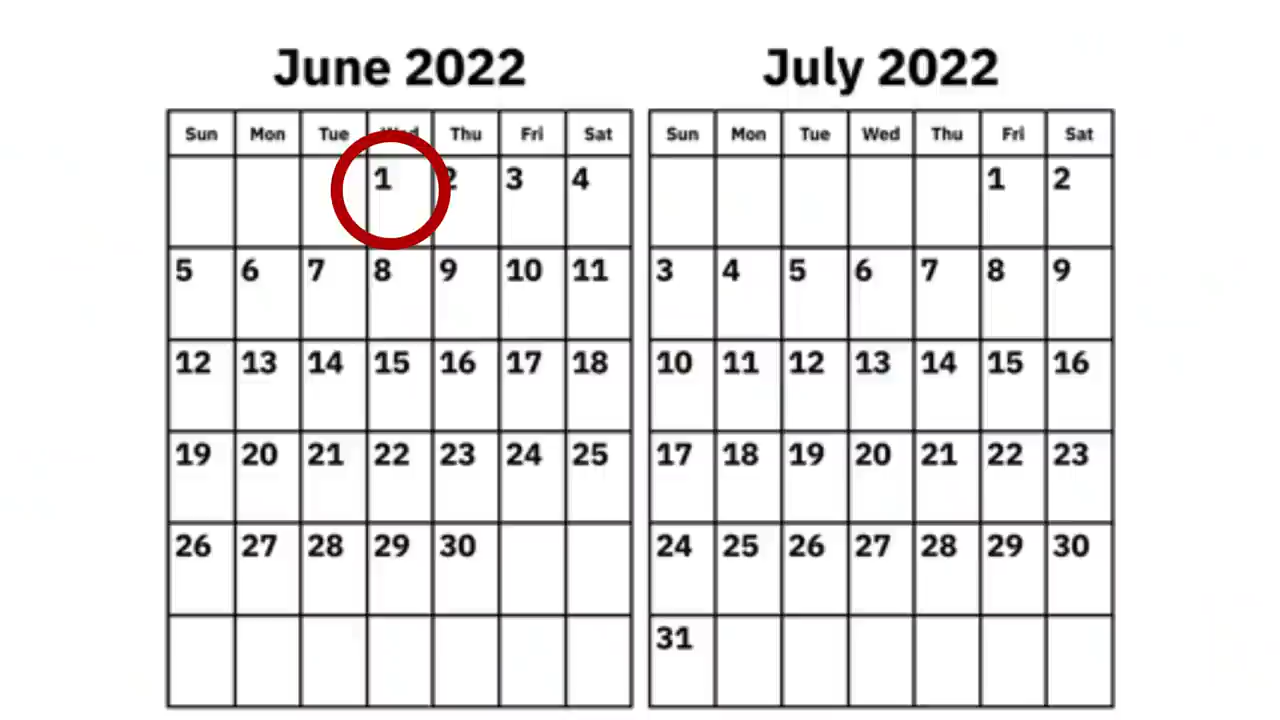 June 2022
Sun Mon Tue Wed Thu Fri Sat
1 2 3 4
5 6 7 8 9 10 11
12 13 14 15 16 17 18
19 20 21 22 23 24 25
26 27 28 29 30
July 2022
Sun Mon Tue Wed Thu Fri Sat
1 2
3 4 5 6 7 8 9
10 11 12 13 14 15 16
17 18 19 20 21 22 23
24 25 26 27 28 29 30
31